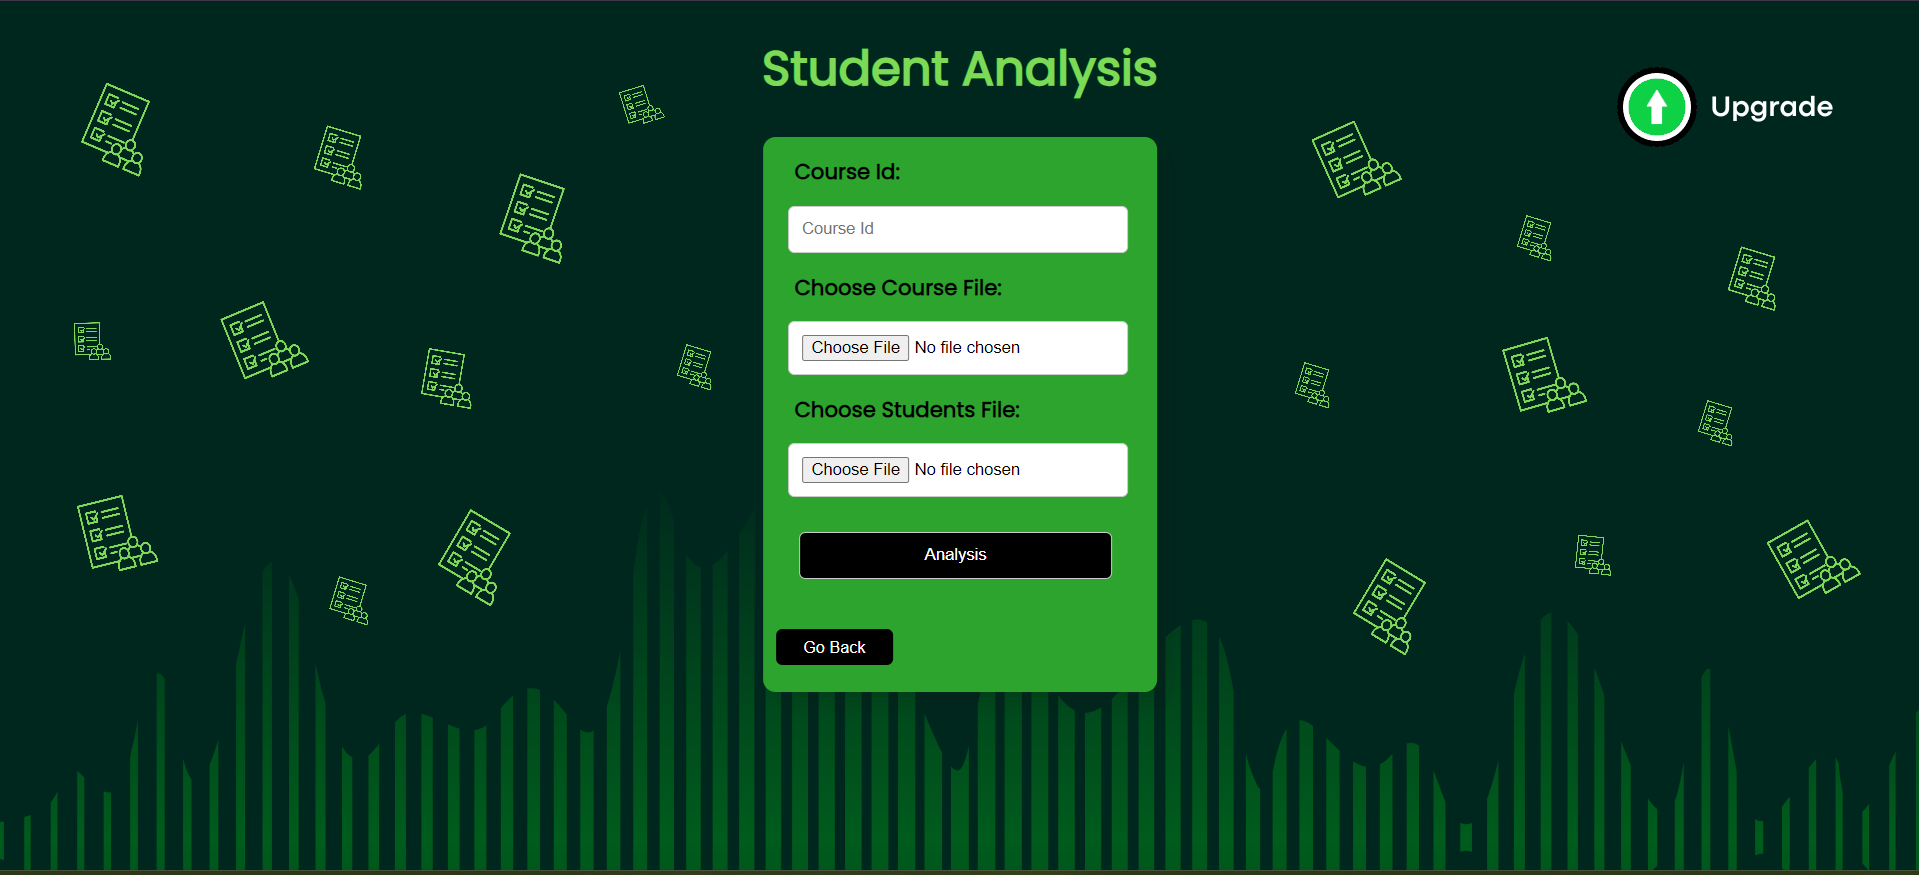 Student Analysis
Upgrade
Course Id:
Course Id
Choose Course File:
Choose File No file chosen
Choose Students File:
Choose File No file chosen
Analysis
Go Back